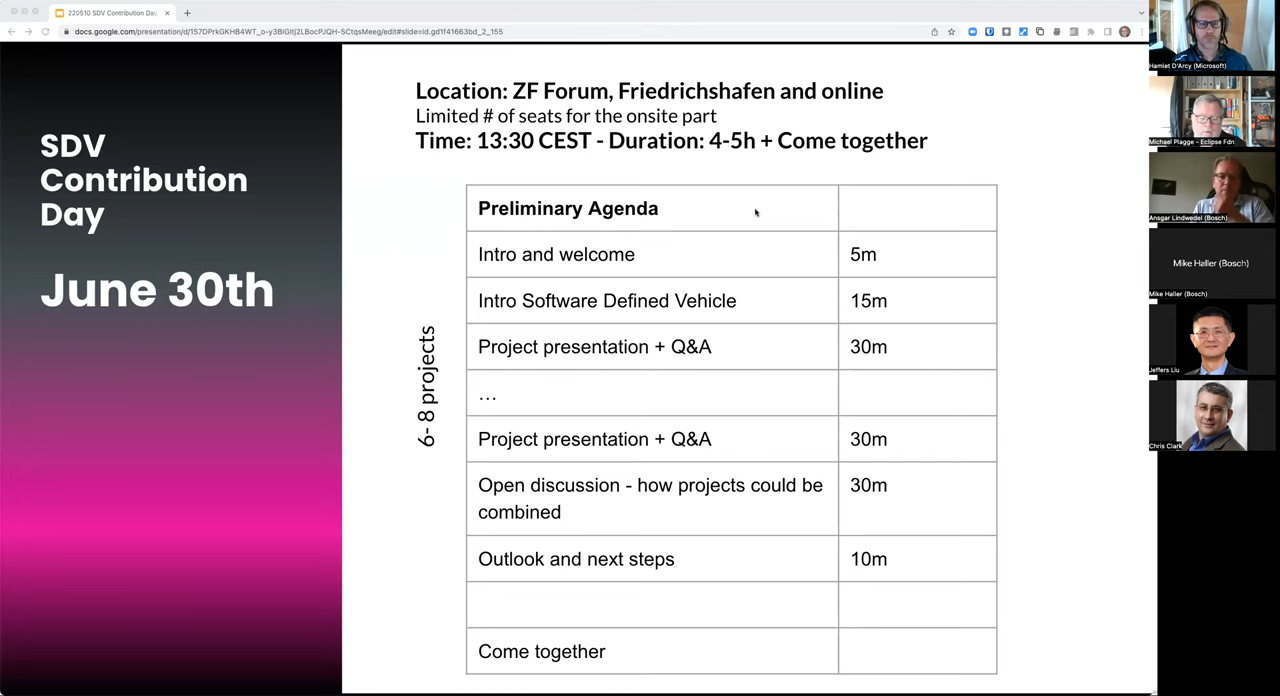 220510 SDV Contribution Da
docs.google.com/presentation/d/1S7DPrkGKHB4WT_o-y3BIGitj2LBocPJQH-SCtqsMeeg/edit#slide=id.gd1f41663bd_2_155
SDV
Contribution
Day
June 30th
Location: ZF Forum, Friedrichshafen and online
Limited # of seats for the onsite part
Time: 13:30 CEST - Duration: 4-5h + Come together
6- 8 projects
Preliminary Agenda
Intro and welcome 5m
Intro Software Defined Vehicle 15m
Project presentation + Q&A 30m
…
Project presentation + Q&A 30m
Open discussion - how projects could be 30m
combined
Outlook and next steps 10m
Come together
Hamlet D'Arcy (Microsoft)
Michael Plagge - Eclipse Fdn
Ansgar Lindwedel (Bosch)
Mike Haller (Bosch)
Mike Haller (Bosch)
Jeffers Liu
Chris Clark